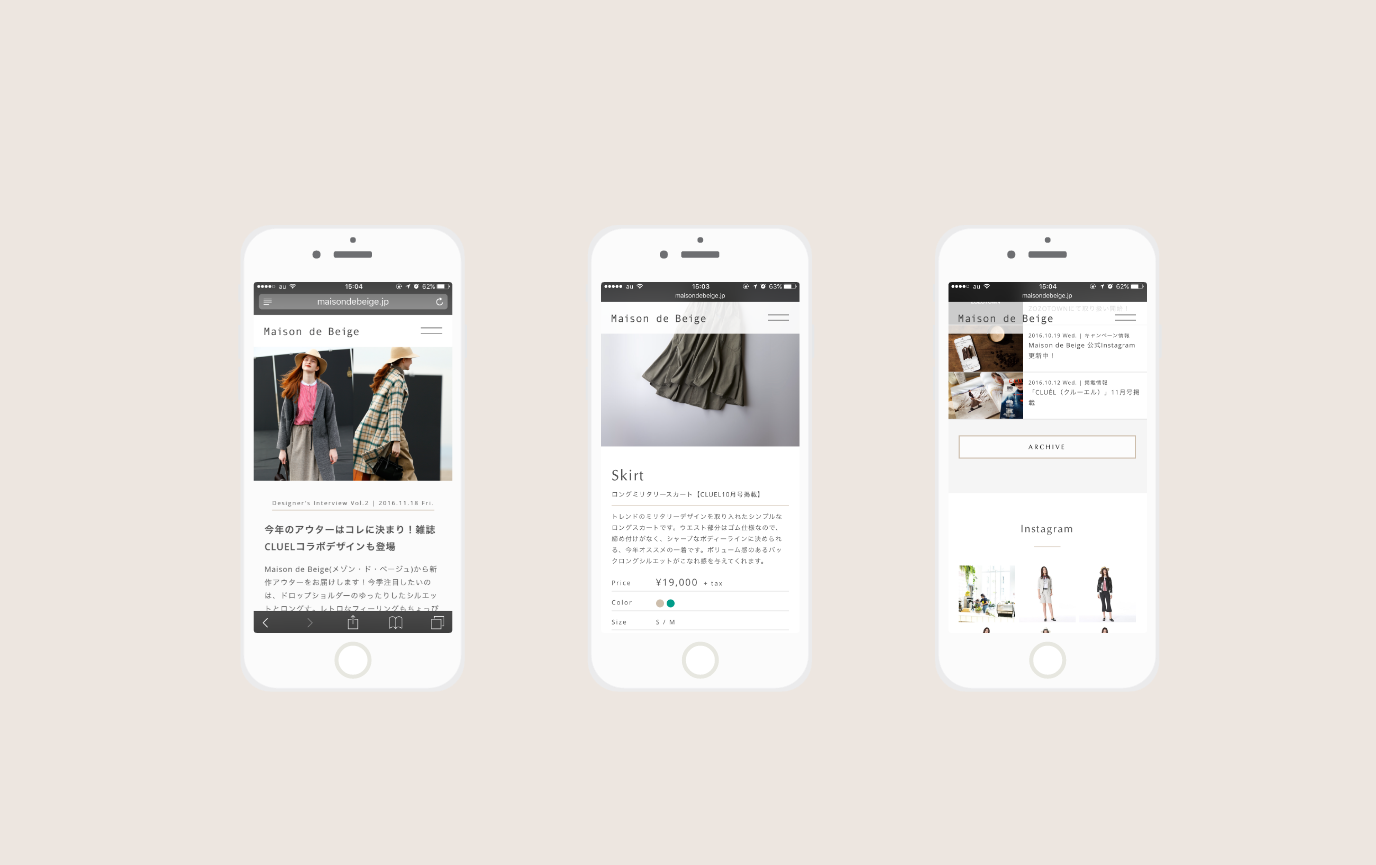 au 15:04 62%
maisondebeige.jp
Maison de Beige
Designer's Interview Vol.2 | 2016.11.18 Fri.
今年のアウターはコレに決まり！雑誌
CLUELコラボデザインも登場
Maison de Beige(メゾン・ド・ベージュ)から新
作アウターをお届けします！今季注目したいの
は、ドロップショルダーのゆったりしたシルエッ
トとロング丈。レトロなフィーリングもちょっぴ
au 15:03 63%
maisondebeige.jp
Maison de Beige
Skirt
ロングミリタリースカート【CLUEL10月号掲載】
トレンドのミリタリーデザインを取り入れたシンプルな
ロングスカートです。ウエスト部分はゴム仕様なので、
締め付けがなく、シャープなボディーラインに決められ
る、今年オススメの一着です。ボリューム感のあるバッ
クロングシルエットがこなれ感を与えてくれます。
Price ¥19,000 + tax
Color
Size S / M
au 15:04 62%
maisondebeige.jp
Maison de Beige
2016.10.19 Wed. | キャンペーン情報
Maison de Beige 公式Instagram
更新中！
2016.10.12 Wed. | 掲載情報
「CLUEL（クルーエル）」11月号掲
載
ARCHIVE
Instagram